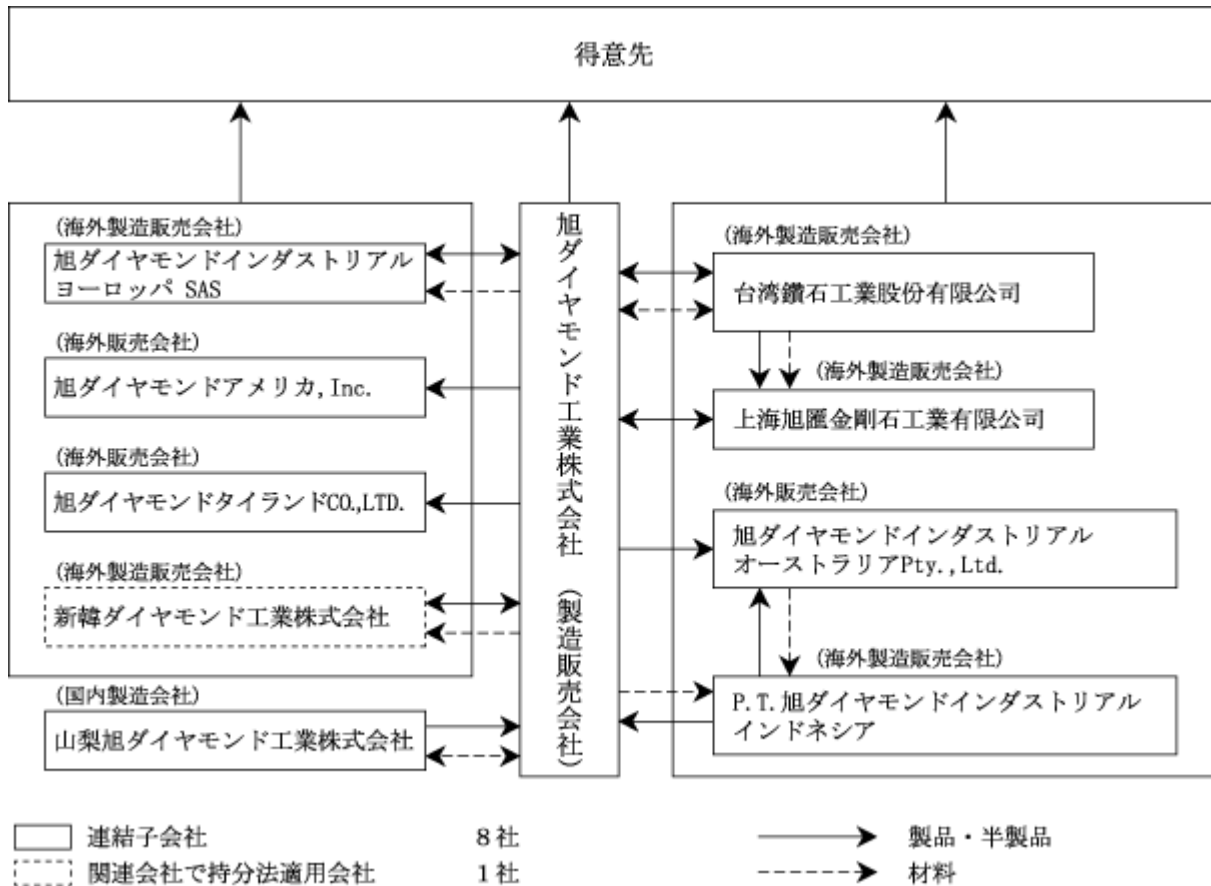 得意先
(海外製造販売会社)
旭ダイヤモンドインダストリアル
ヨーロッパ SAS
(海外販売会社)
旭ダイヤモンドアメリカ,Inc.
(海外販売会社)
旭ダイヤモンドタイランドCO.,LTD.
(海外製造販売会社)
新韓ダイヤモンド工業株式会社
(国内製造会社)
山梨旭ダイヤモンド工業株式会社
旭ダイヤモンド工業株式会社 (製造販売会社)
(海外製造販売会社)
台湾鑽石工業股份有限公司
(海外製造販売会社)
上海旭匯金剛石工業有限公司
(海外販売会社)
旭ダイヤモンドインダストリアル
オーストラリアPty.,Ltd.
(海外製造販売会社)
P.T.旭ダイヤモンドインダストリアル
インドネシア
連結子会社 8社
関連会社で持分法適用会社 1社
製品・半製品
材料